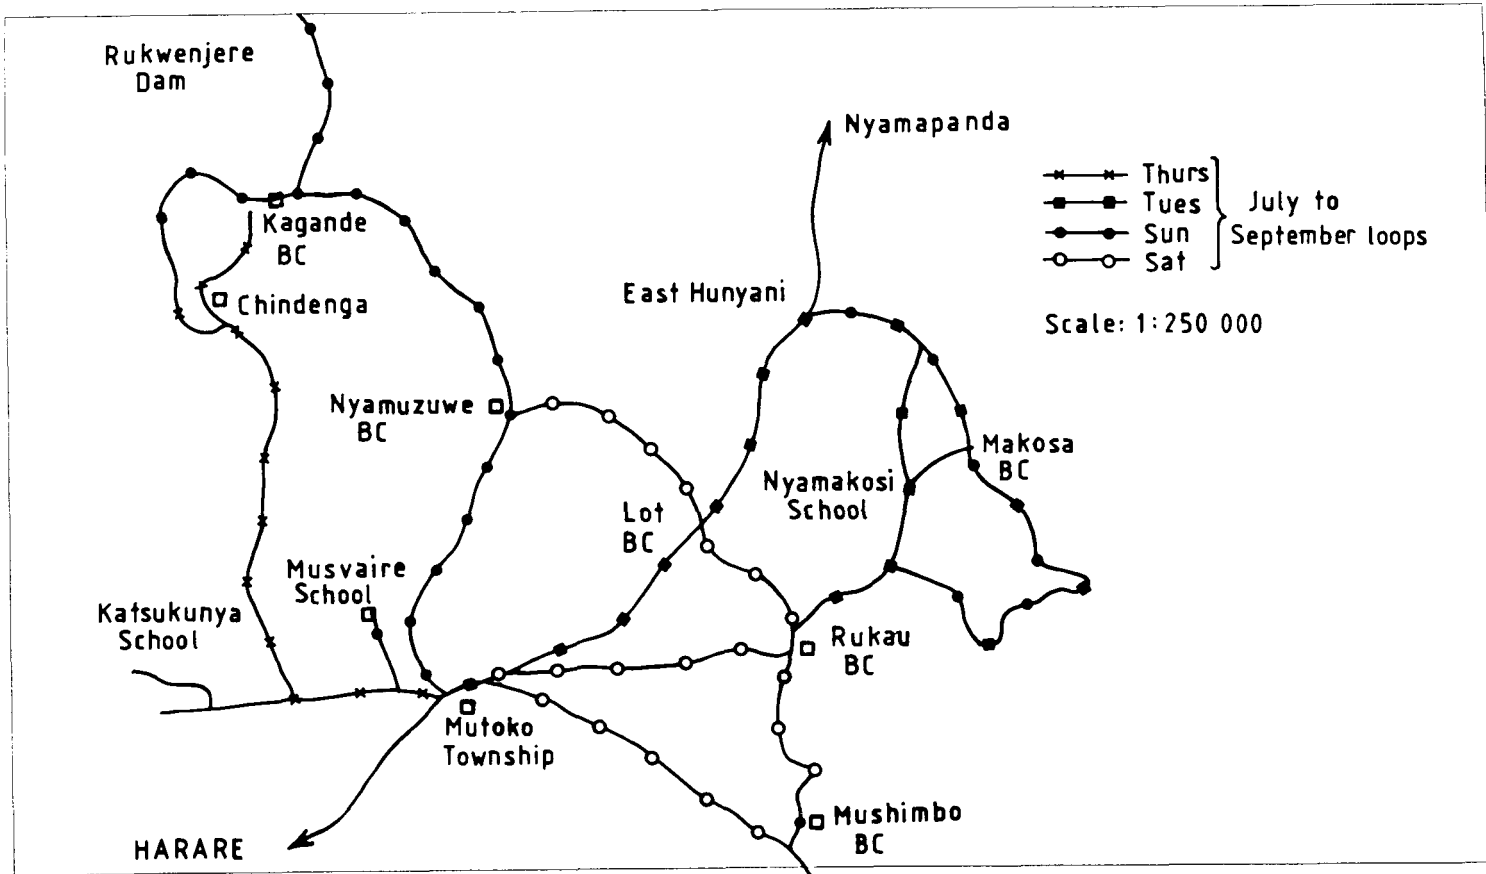 Rukwenjere
Dam
Nyamapanda
Thurs
Tues
Sun
Sat
July to
September loops
Kagande
BC
Chindenga
East Hunyani
Scale: 1:250 000
Nyamuzuwe
BC
Makosa
BC
Nyamakosi
School
Lot
BC
Musvaire
School
Katsukunya
School
Rukau
BC
Mutoko
Township
Mushimbo
BC
HARARE